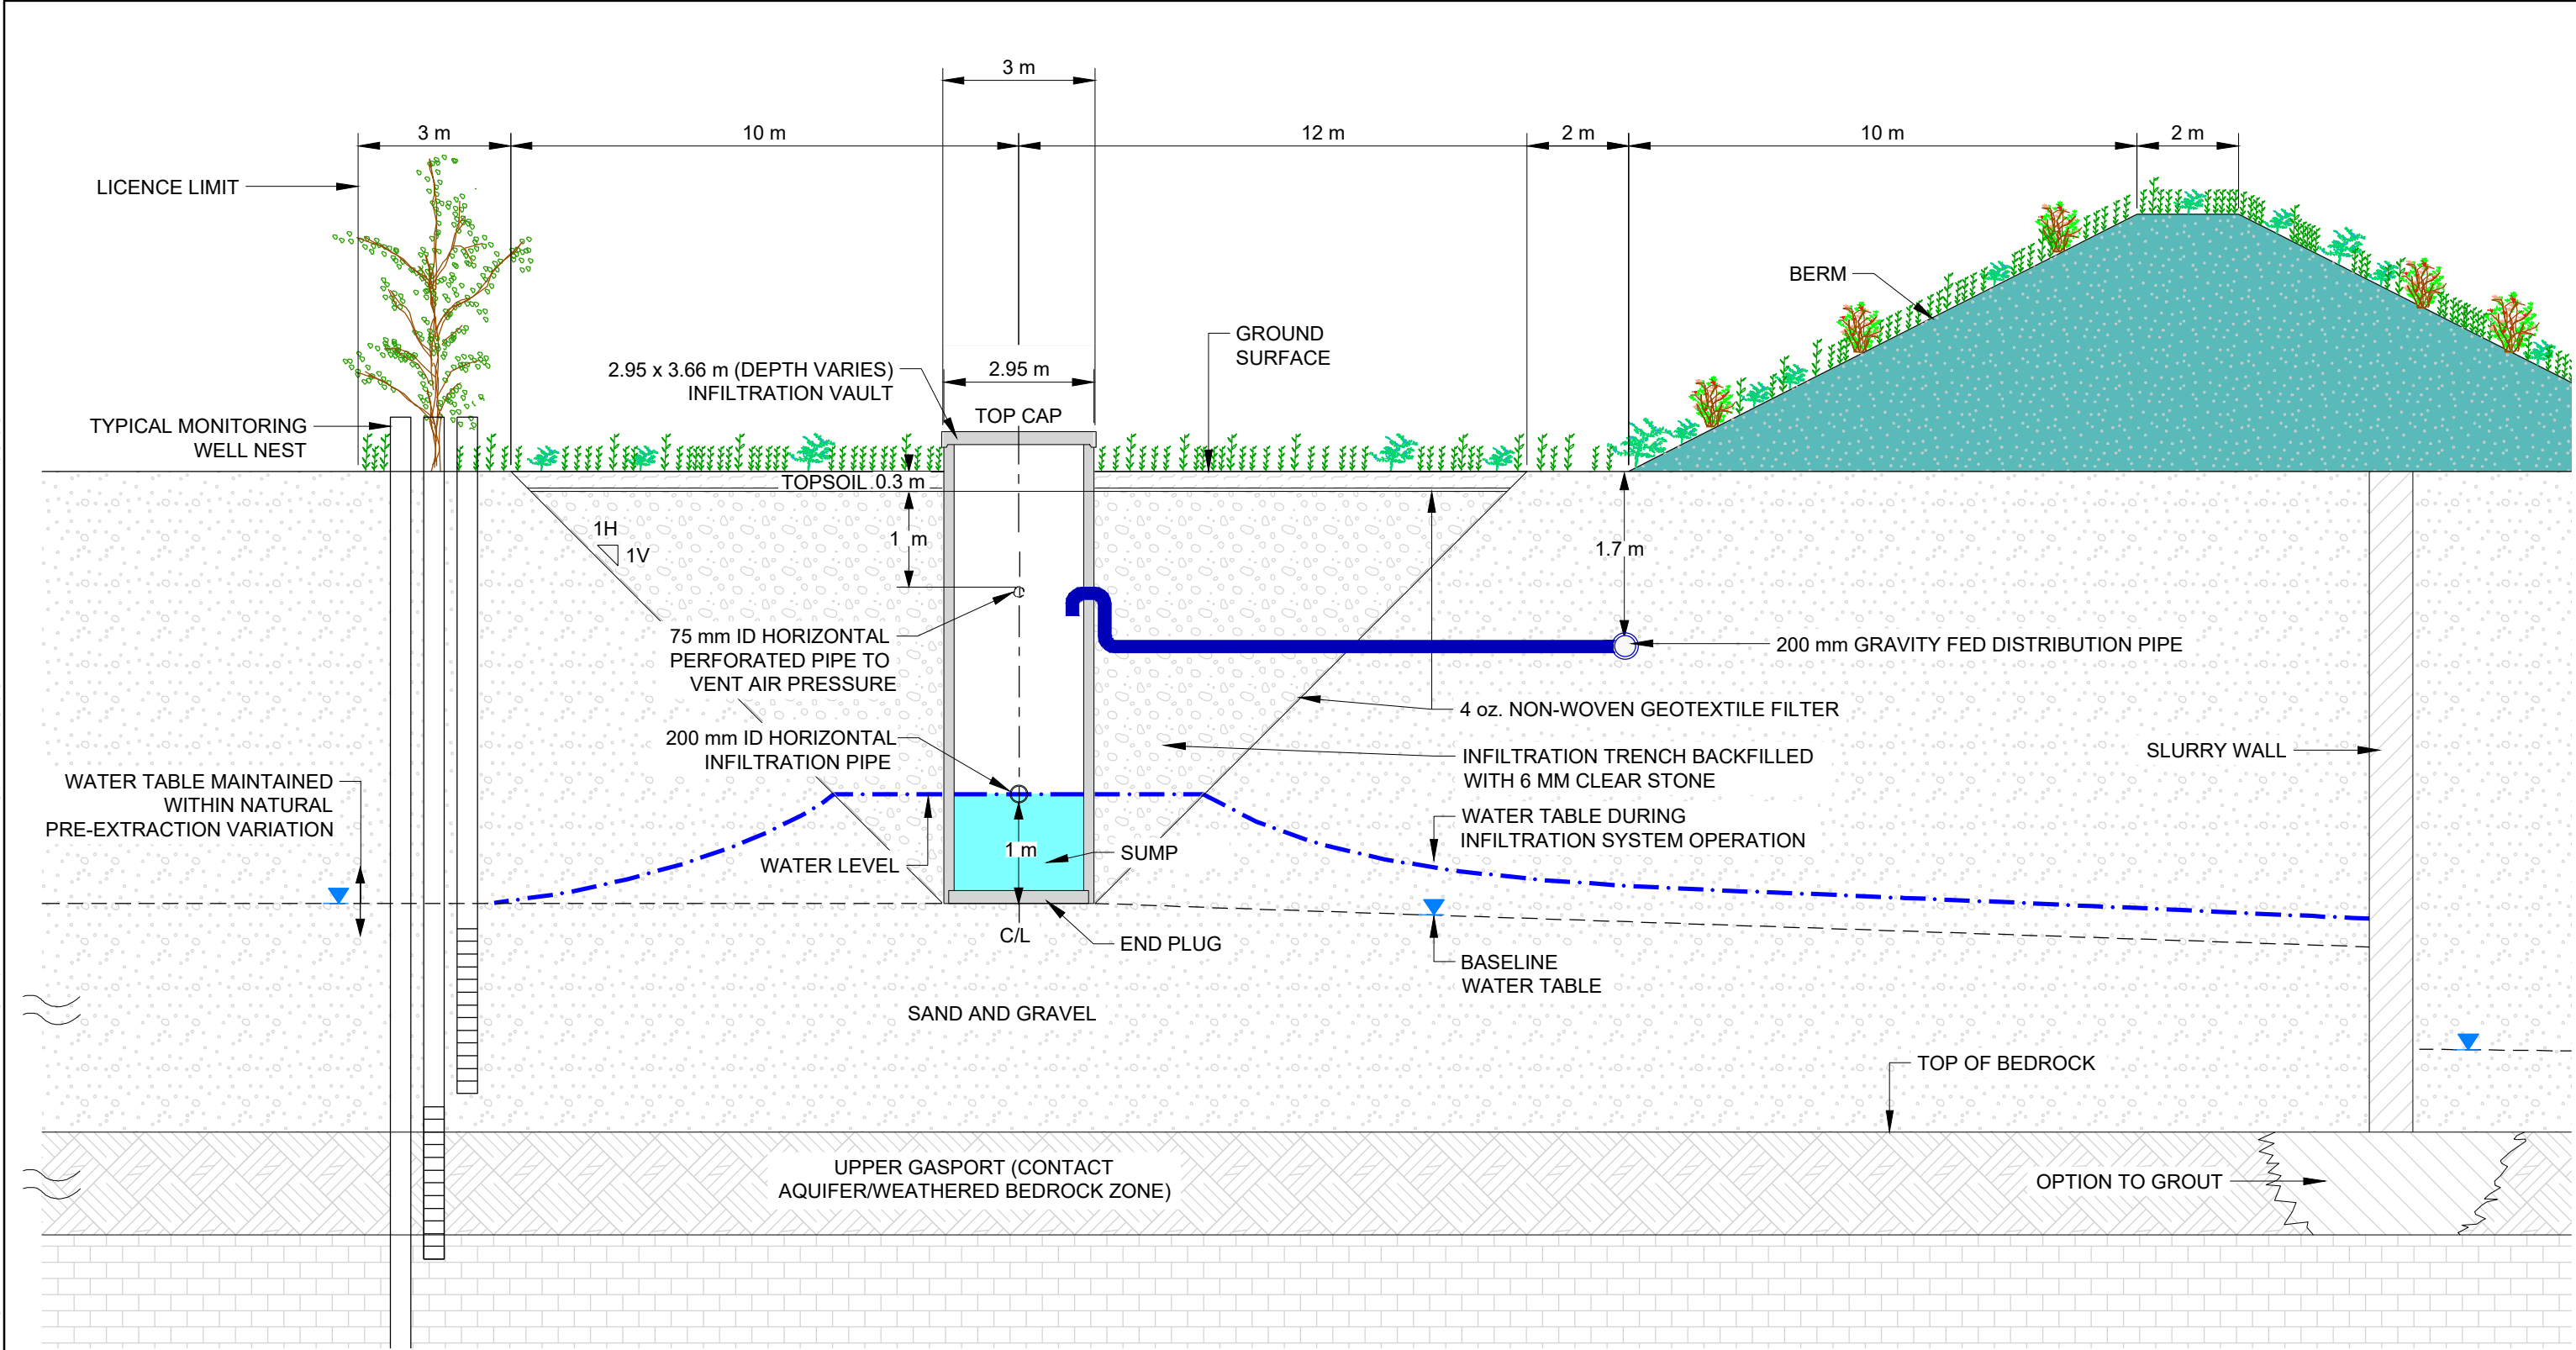 3 m
3 m
10 m
12 m
2 m
10 m
2 m
LICENCE LIMIT
BERM
GROUND
SURFACE
2.95 x 3.66 m (DEPTH VARIES)
INFILTRATION VAULT
2.95 m
TOP CAP
TYPICAL MONITORING
WELL NEST
TOPSOIL 0.3 m
1H
1V
1 m
1.7 m
75 mm ID HORIZONTAL
PERFORATED PIPE TO
VENT AIR PRESSURE
200 mm GRAVITY FED DISTRIBUTION PIPE
4 oz. NON-WOVEN GEOTEXTILE FILTER
200 mm ID HORIZONTAL
INFILTRATION PIPE
INFILTRATION TRENCH BACKFILLED
WITH 6 MM CLEAR STONE
SLURRY WALL
WATER TABLE MAINTAINED
WITHIN NATURAL
PRE-EXTRACTION VARIATION
WATER TABLE DURING
INFILTRATION SYSTEM OPERATION
WATER LEVEL
1 m
SUMP
C/L
END PLUG
BASELINE
WATER TABLE
SAND AND GRAVEL
TOP OF BEDROCK
UPPER GASPORT (CONTACT
AQUIFER/WEATHERED BEDROCK ZONE)
OPTION TO GROUT